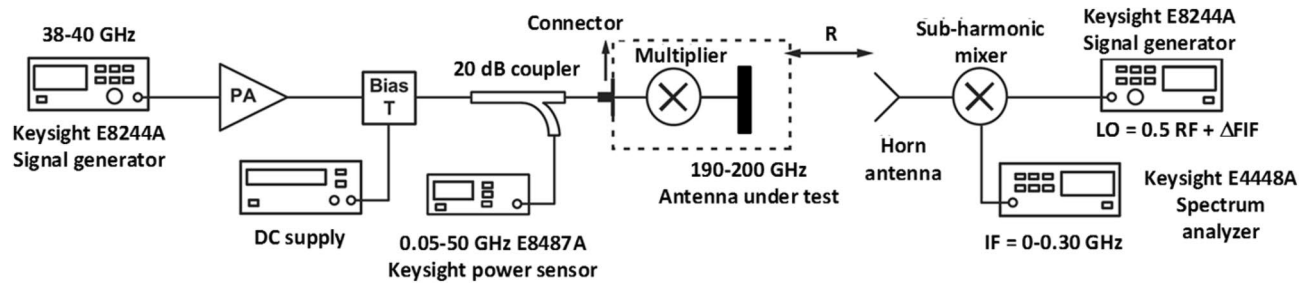 38-40 GHz
Keysight E8244A
Signal generator
PA
Bias
T
DC supply
20 dB coupler
0.05-50 GHz E8487A
Keysight power sensor
Connector
Multiplier
190-200 GHz
Antenna under test
R
Horn
antenna
Sub-harmonic
mixer
Keysight E8244A
Signal generator
LO = 0.5 RF + ΔFIF
Keysight E4448A
Spectrum
analyzer
IF = 0-0.30 GHz